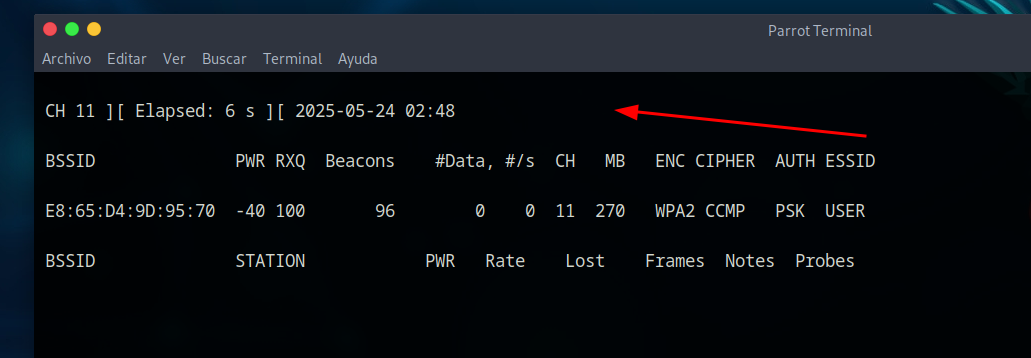 Parrot Terminal
Archivo Editar Ver Buscar Terminal Ayuda
CH 11 ][ Elapsed: 6 s ][ 2025-05-24 02:48
BSSID PWR RXQ Beacons #Data, #/s CH MB ENC CIPHER AUTH ESSID
E8:65:D4:9D:95:70 -40 100 96 0 0 11 270 WPA2 CCMP PSK USER
BSSID STATION PWR Rate Lost Frames Notes Probes